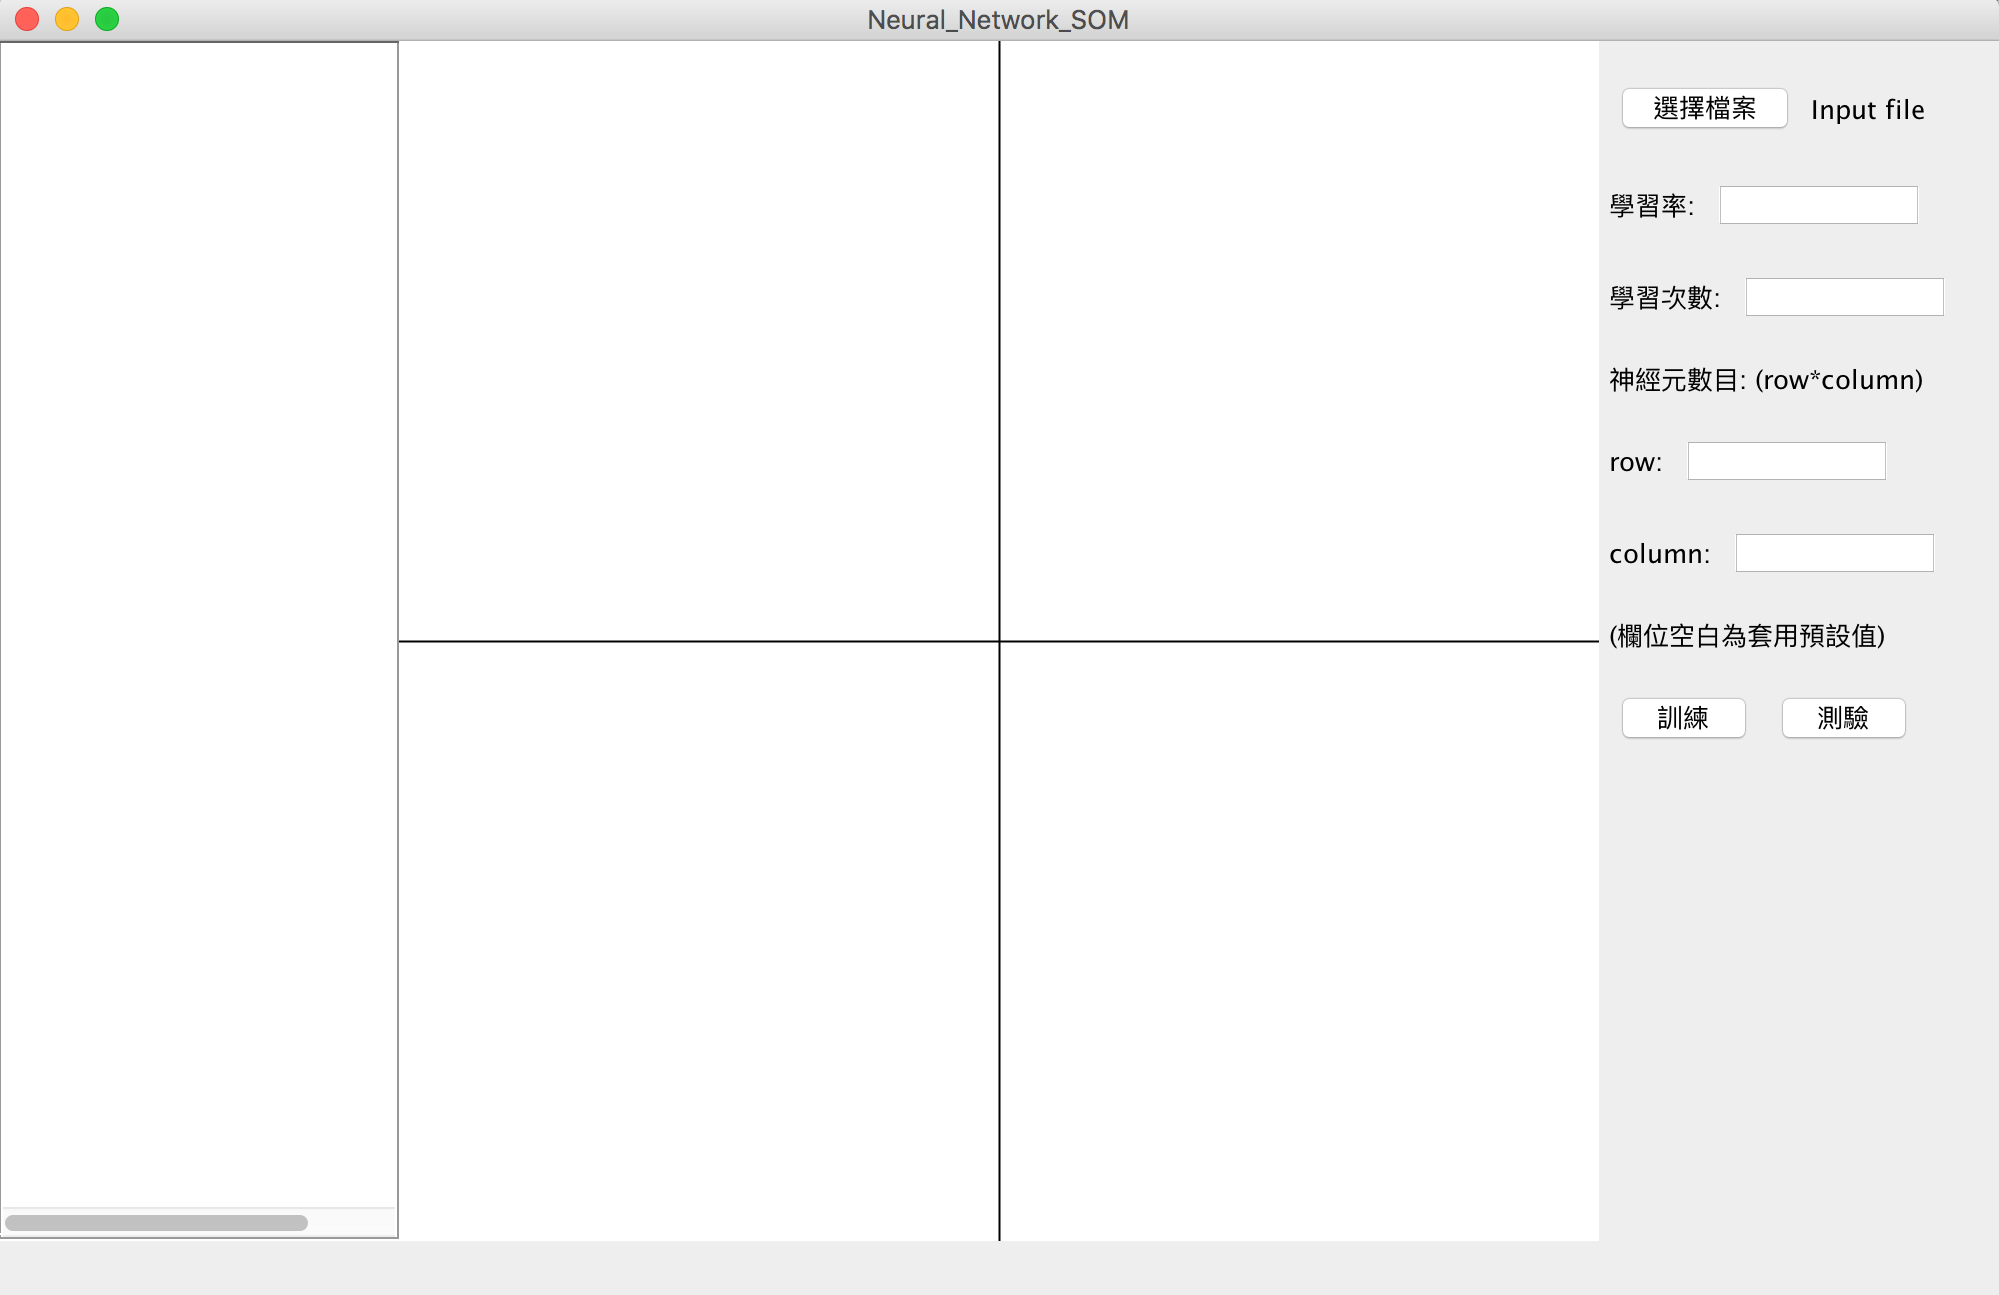 Neural_Network_SOM
選擇檔案 Input file
學習率:
學習次數:
神經元數目: (row*column)
row:
column:
(欄位空白為套用預設值)
訓練 測驗